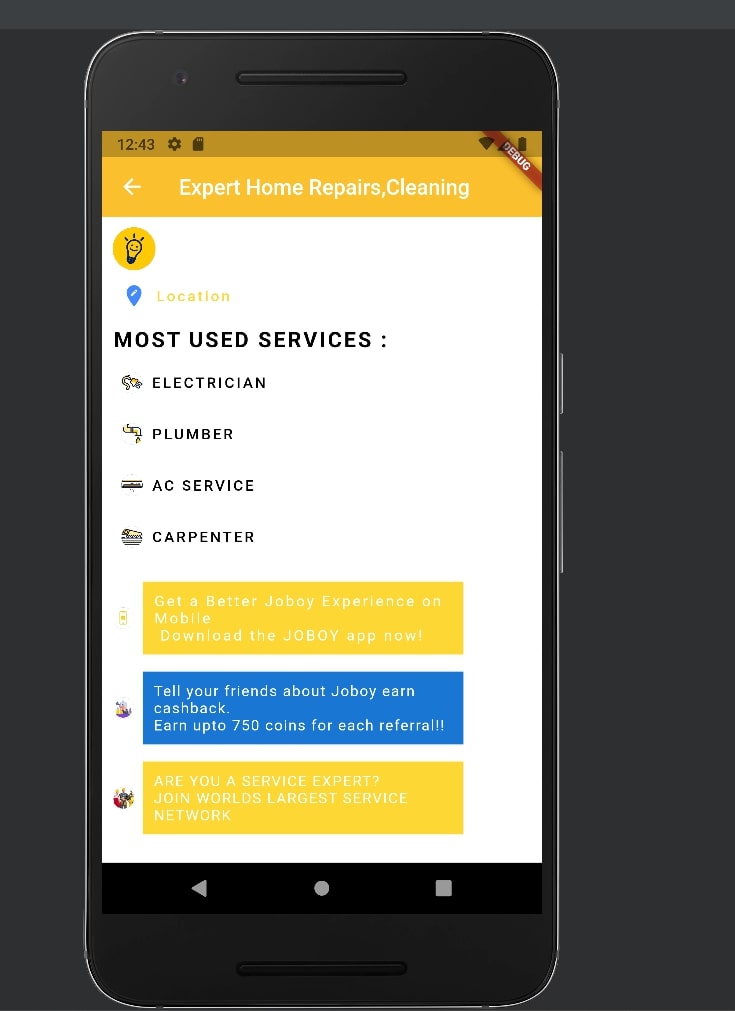 12:43
DEBUG
Expert Home Repairs,Cleaning
Location
MOST USED SERVICES :
ELECTRICIAN
PLUMBER
AC SERVICE
CARPENTER
Get a Better Joboy Experience on
Mobile
Download the JOBOY app now!
Tell your friends about Joboy earn
cashback.
Earn upto 750 coins for each referral!!
ARE YOU A SERVICE EXPERT?
JOIN WORLDS LARGEST SERVICE
NETWORK